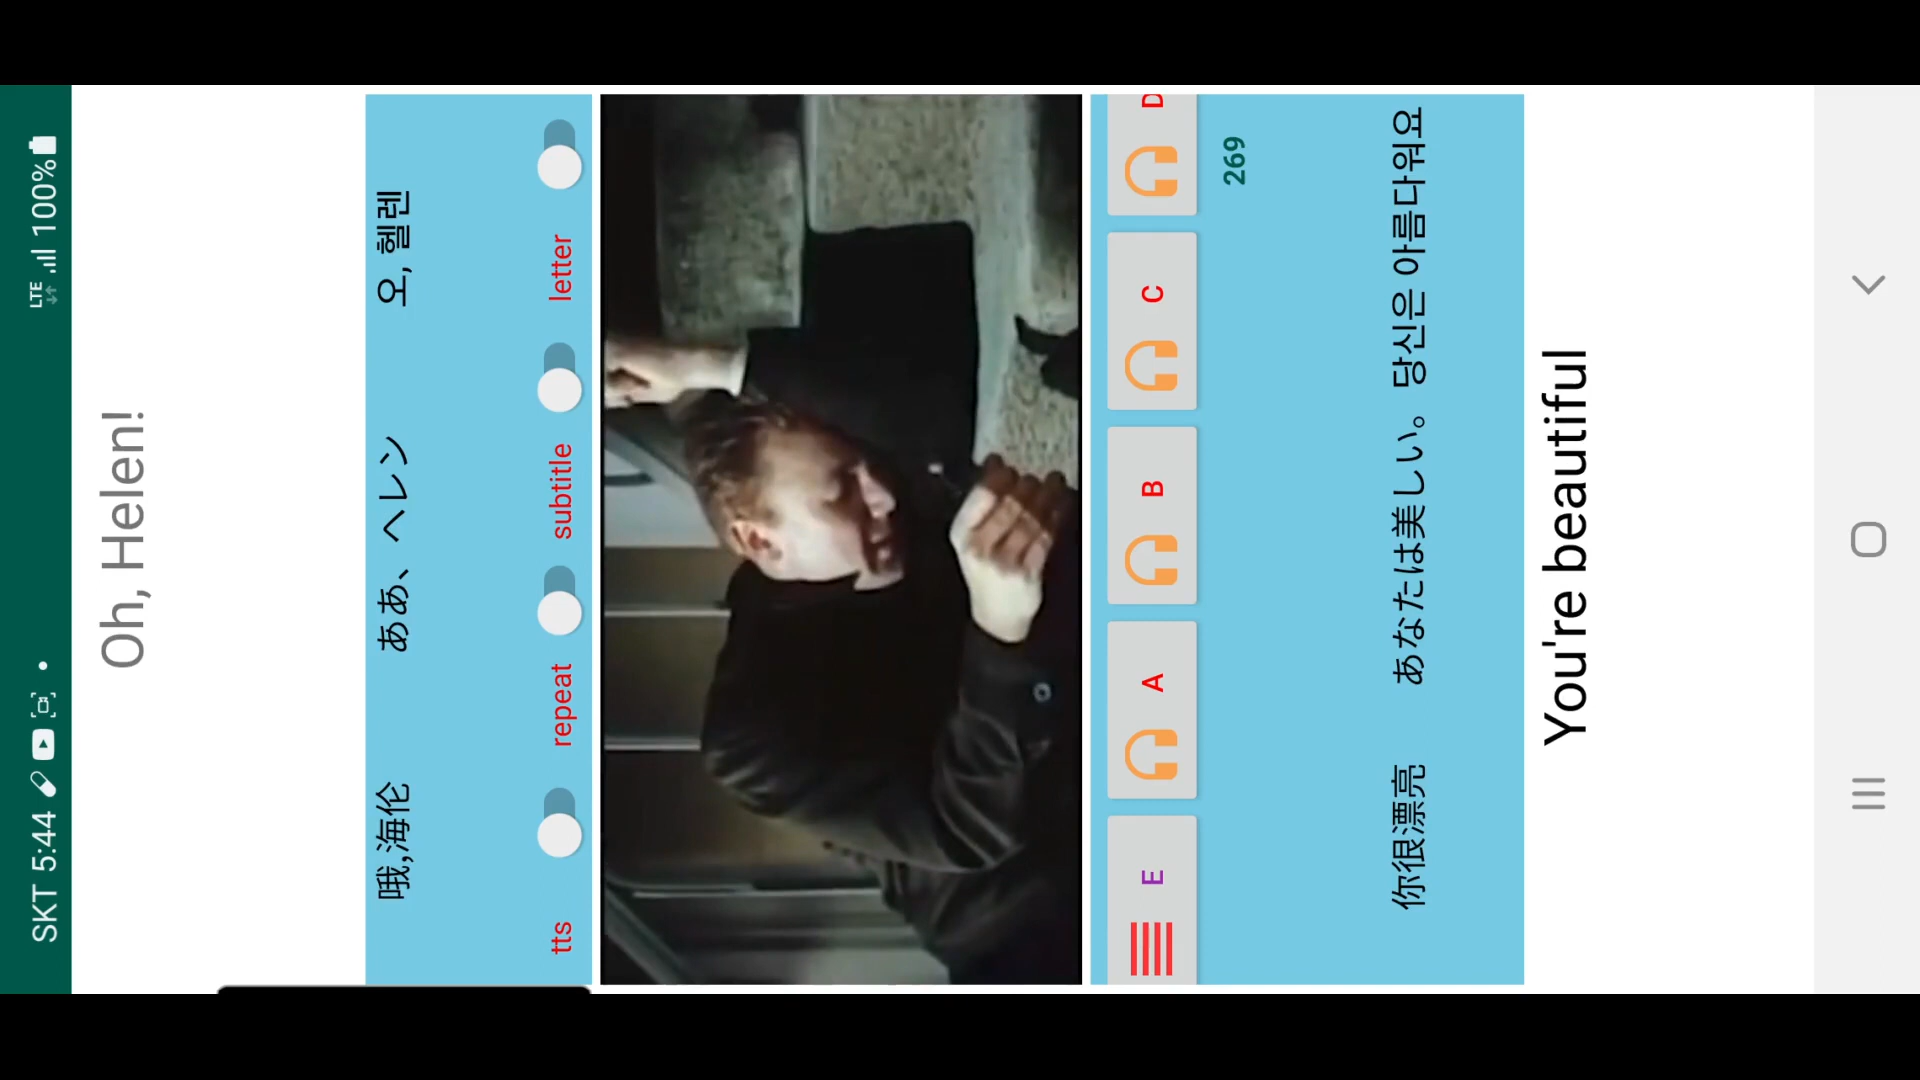 SKT 5:44 LTE 100%
Oh, Helen!
哦,海伦 ああ、ヘレン 오, 헬렌
tts repeat subtitle letter
E A B C D
269
你很漂亮 あなたは美しい。 당신은 아름다워요
You're beautiful